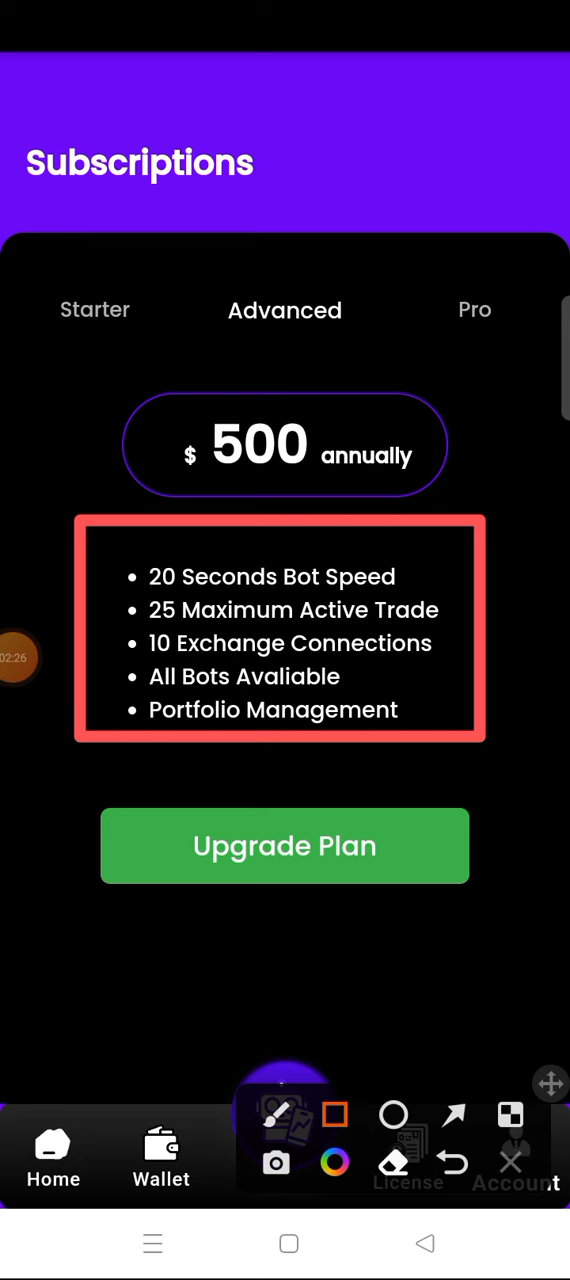 Subscriptions
Starter Advanced Pro
$ 500 annually
20 Seconds Bot Speed
25 Maximum Active Trade
10 Exchange Connections
All Bots Avaliable
Portfolio Management
02:26
Upgrade Plan
Home Wallet License Account